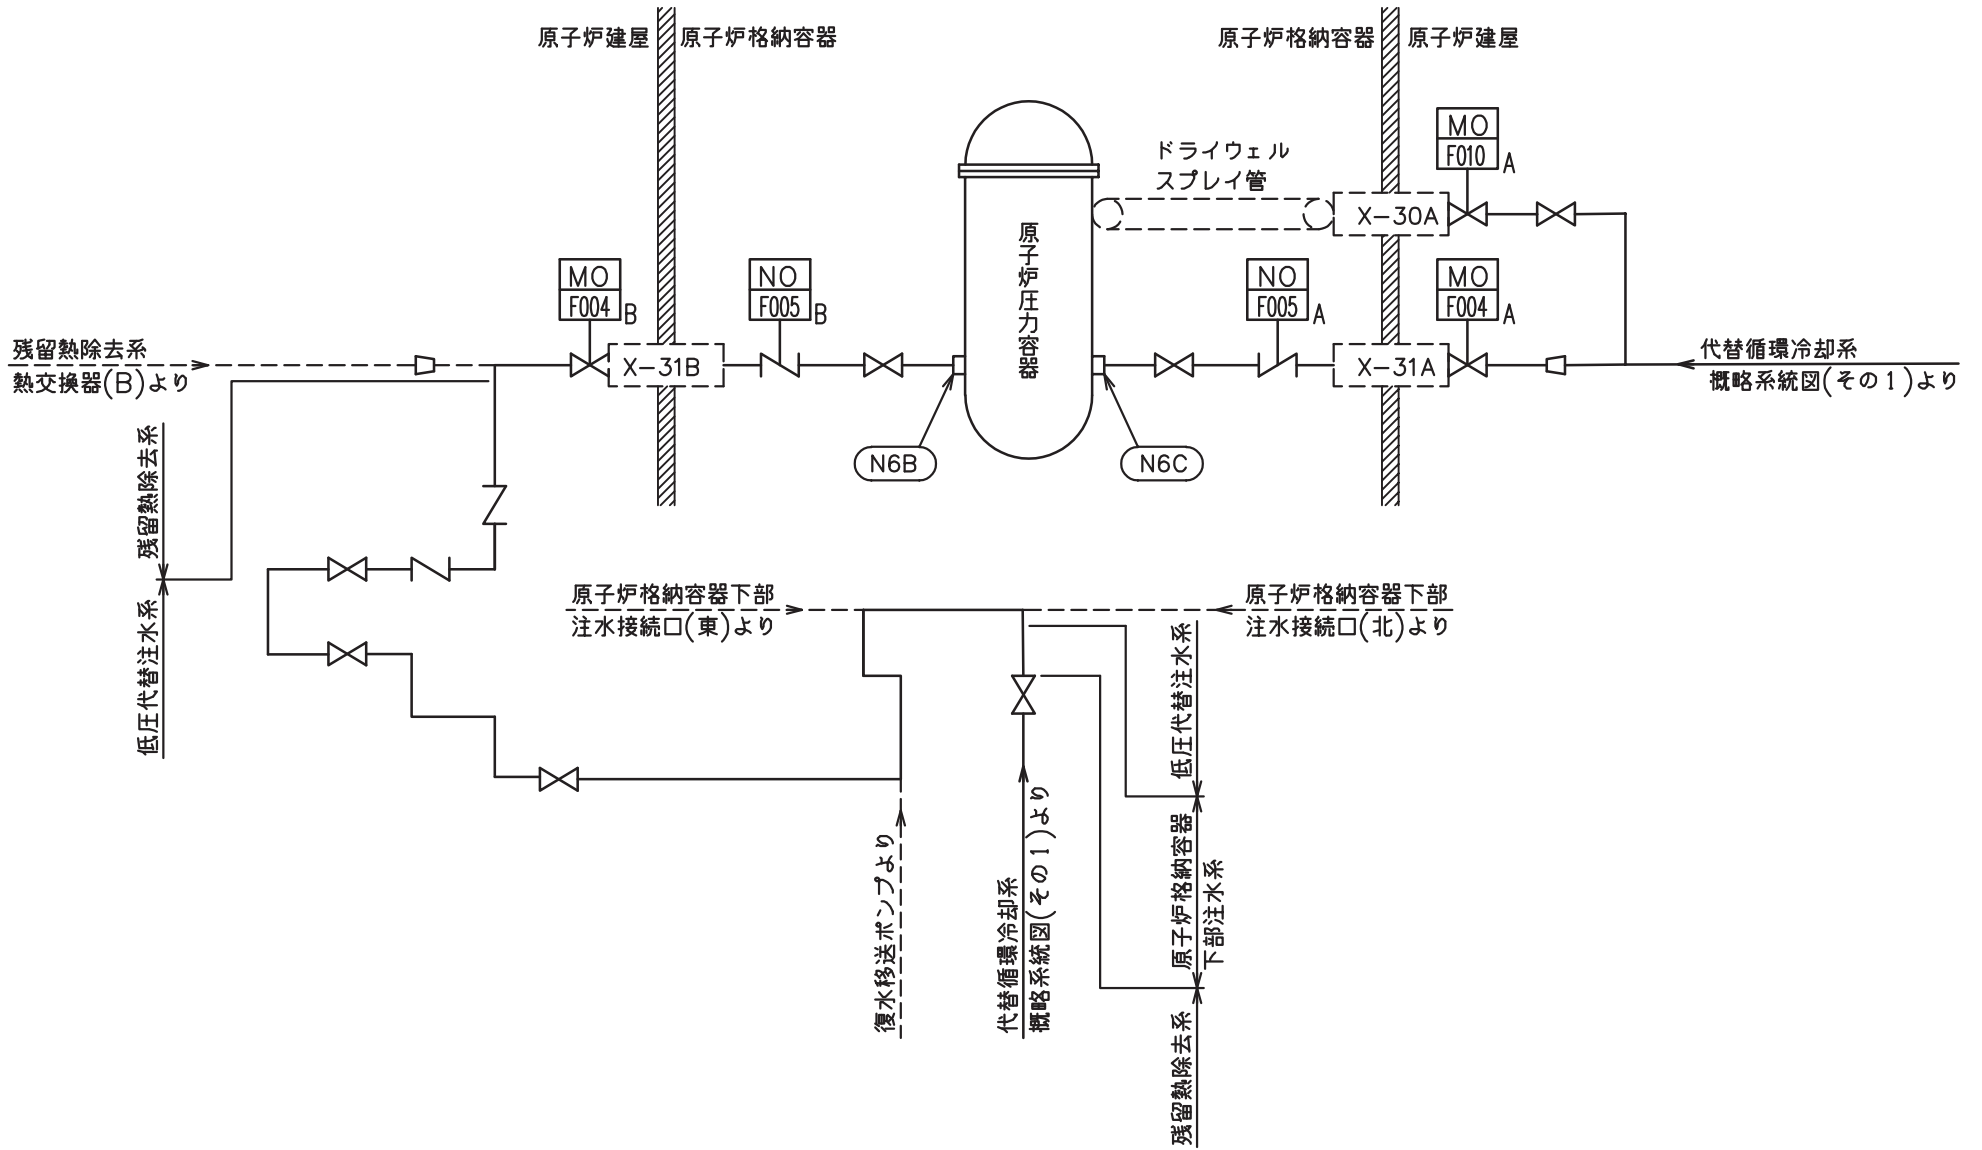 原子炉建屋
原子炉格納容器
原子炉格納容器
原子炉建屋
MO
F010
A
ドライウェル
スプレイ管
X-30A
原子炉圧力容器
MO
F004
B
NO
F005
B
NO
F005
A
MO
F004
A
残留熱除去系
熱交換器(B)より
X-31B
X-31A
代替循環冷却系
概略系統図(その1)より
N6B
N6C
残留熱除去系
低圧代替注水系
原子炉格納容器下部
注水接続口(東)より
原子炉格納容器下部
注水接続口(北)より
低圧代替注水系
原子炉格納容器
下部注水系
残留熱除去系
復水移送ポンプより
代替循環冷却系
概略系統図(その1)より